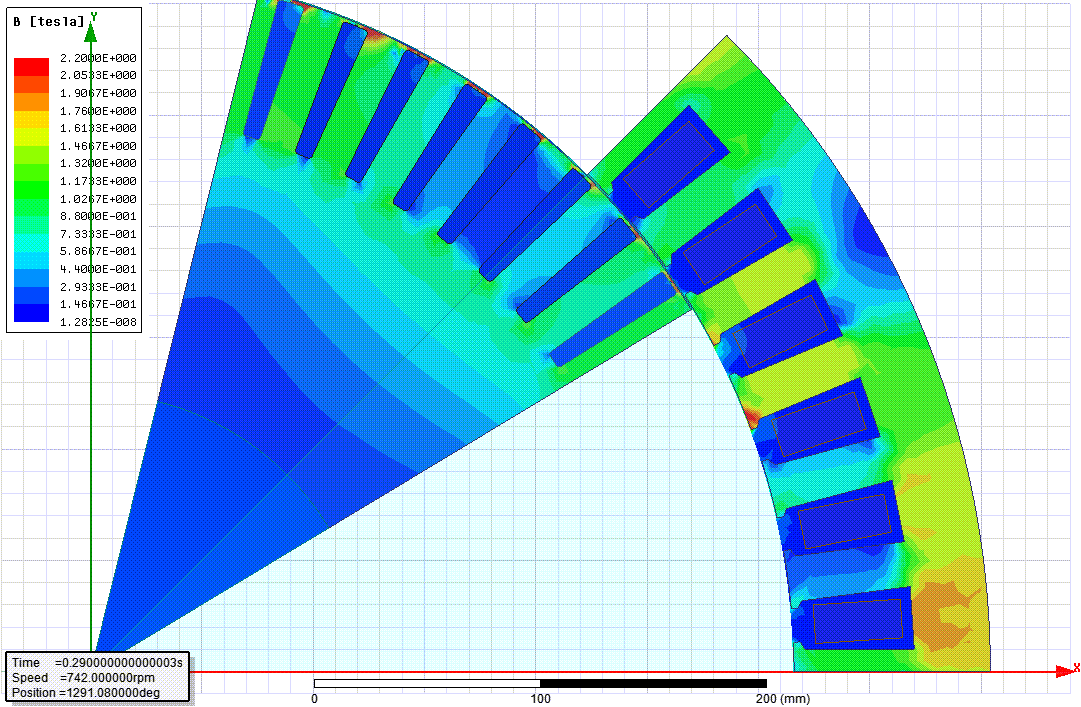 B [tesla]
Y
2.2000E+000
2.0533E+000
1.9067E+000
1.7600E+000
1.6133E+000
1.4667E+000
1.3200E+000
1.1733E+000
1.0267E+000
8.8000E-001
7.3333E-001
5.8667E-001
4.4000E-001
2.9333E-001
1.4667E-001
1.2825E-008
X
Time =0.290000000000003s
Speed =742.000000rpm
Position =1291.080000deg
0 100 200 (mm)